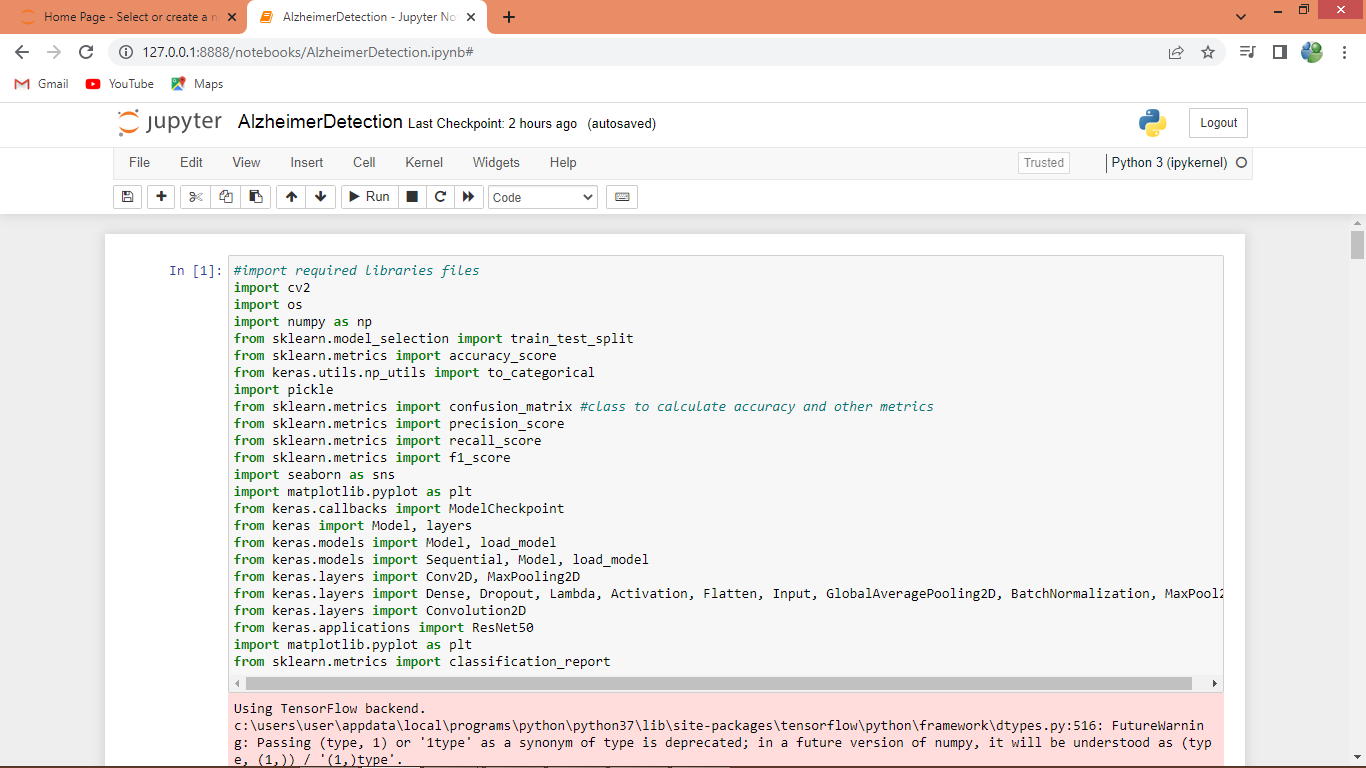 Home Page - Select or create a n
AlzheimerDetection - Jupyter No
127.0.0.1:8888/notebooks/AlzheimerDetection.ipynb#
Gmail YouTube Maps
jupyter AlzheimerDetection Last Checkpoint: 2 hours ago (autosaved) Logout
File Edit View Insert Cell Kernel Widgets Help Trusted Python 3 (ipykernel)
Run Code
In [1]: #import required libraries files
import cv2
import os
import numpy as np
from sklearn.model_selection import train_test_split
from sklearn.metrics import accuracy_score
from keras.utils.np_utils import to_categorical
import pickle
from sklearn.metrics import confusion_matrix #class to calculate accuracy and other metrics
from sklearn.metrics import precision_score
from sklearn.metrics import recall_score
from sklearn.metrics import f1_score
import seaborn as sns
import matplotlib.pyplot as plt
from keras.callbacks import ModelCheckpoint
from keras import Model, layers
from keras.models import Model, load_model
from keras.models import Sequential, Model, load_model
from keras.layers import Conv2D, MaxPooling2D
from keras.layers import Dense, Dropout, Lambda, Activation, Flatten, Input, GlobalAveragePooling2D, BatchNormalization, MaxPool2
from keras.layers import Convolution2D
from keras.applications import ResNet50
import matplotlib.pyplot as plt
from sklearn.metrics import classification_report
Using TensorFlow backend.
c:\users\user\appdata\local\programs\python\python37\lib\site-packages\tensorflow\python\framework\dtypes.py:516: FutureWarnin
g: Passing (type, 1) or '1type' as a synonym of type is deprecated; in a future version of numpy, it will be understood as (typ
e, (1,)) / '(1,)type'.